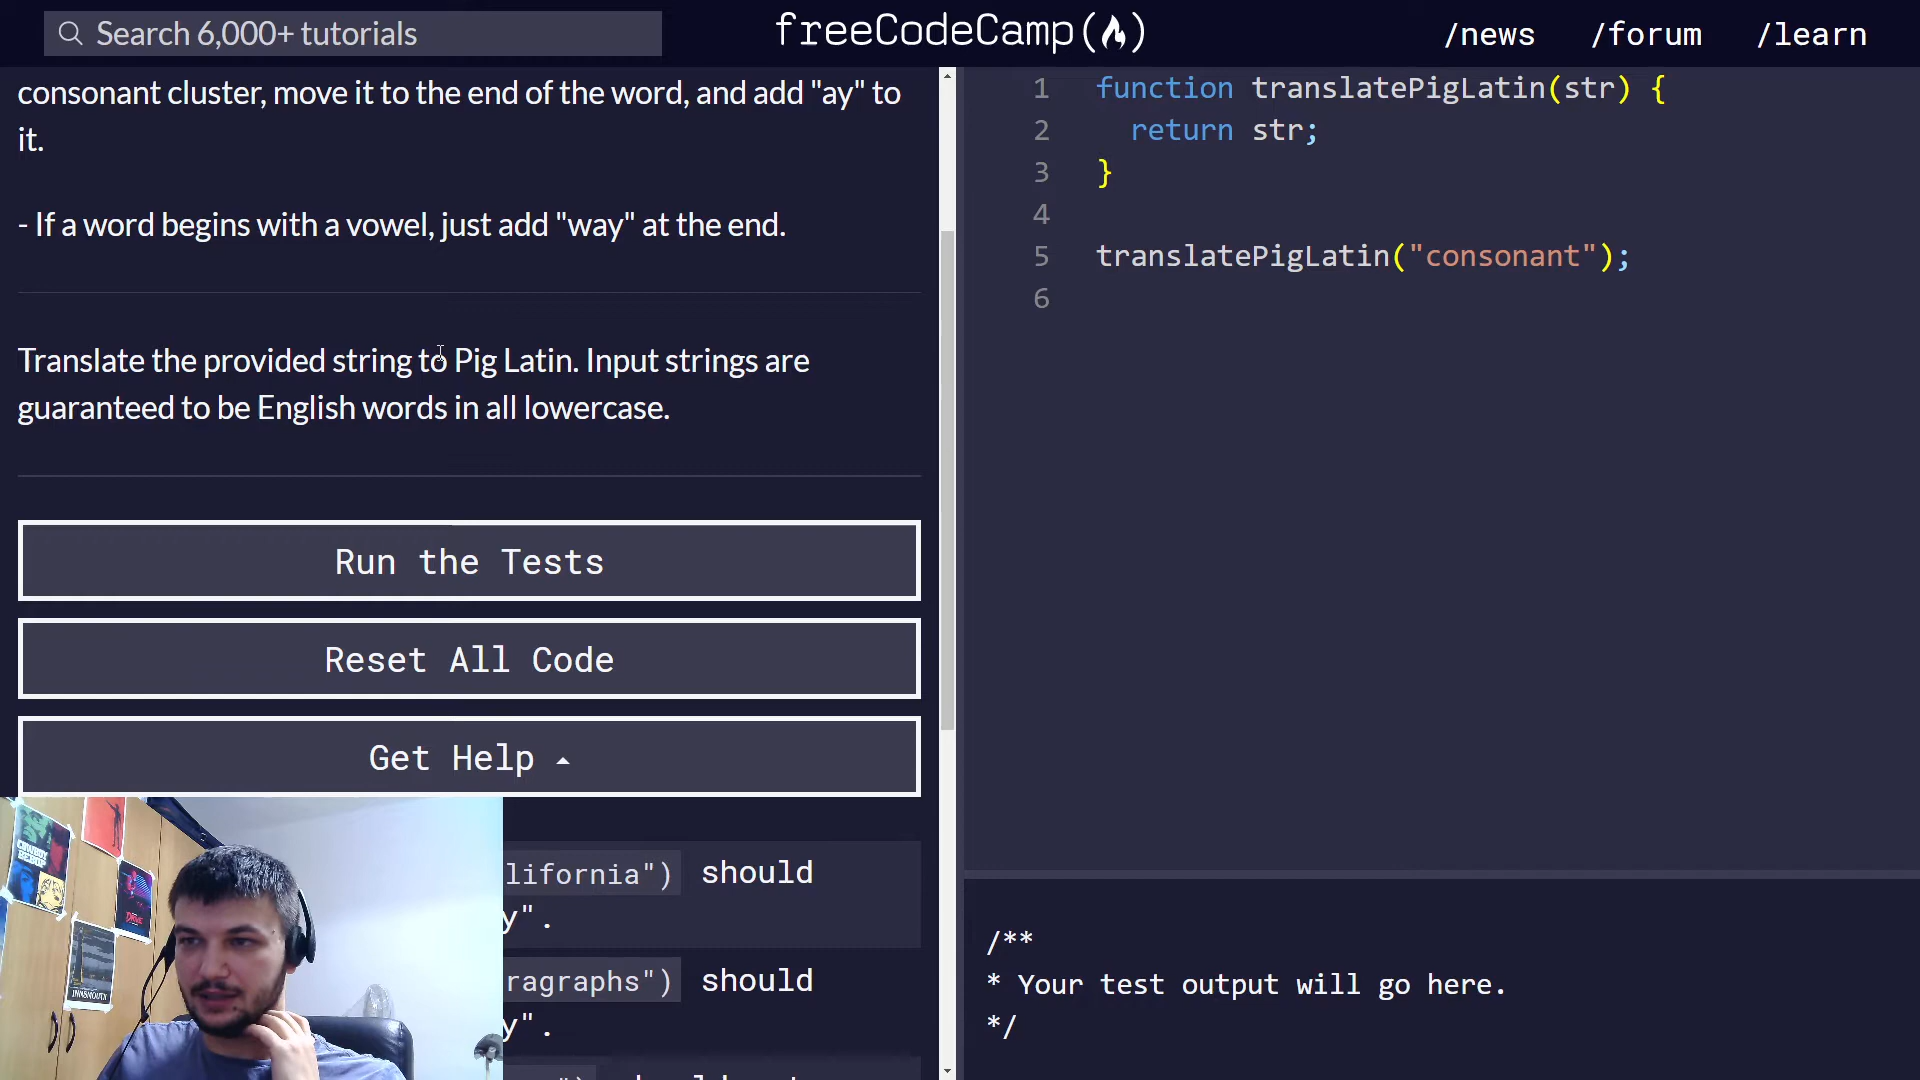 Search 6,000+ tutorials
freeCodeCamp
/news
/forum
/learn
consonant cluster, move it to the end of the word, and add "ay" to
it.
- If a word begins with a vowel, just add "way" at the end.
Translate the provided string to Pig Latin. Input strings are
guaranteed to be English words in all lowercase.
Run the Tests
Reset All Code
Get Help
lifornia") should
y".
ragraphs") should
y".
1 function translatePigLatin(str) {
2 return str;
3 }
4
5 translatePigLatin("consonant");
6
/**
* Your test output will go here.
*/
COWBOY
BEBOP
DRIVE
INNSMOUTH